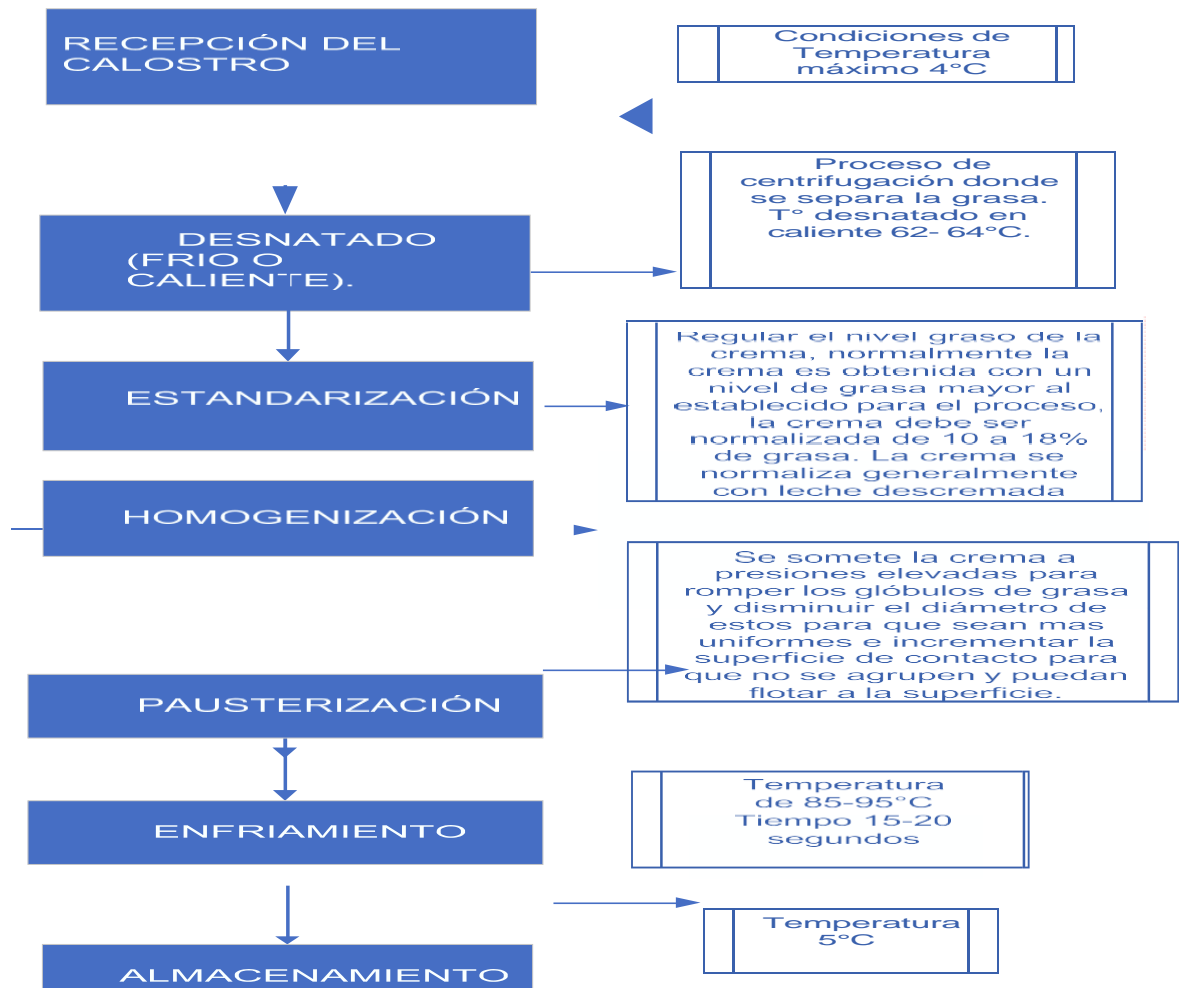 RECEPCIÓN DEL
CALOSTRO
Condiciones de
Temperatura
máximo 4°C
Proceso de
centrifugación donde
se separa la grasa.
T° desnatado en
caliente 62- 64°C.
DESNATADO
(FRIO O
CALIENTE).
ESTANDARIZACIÓN
Regular el nivel graso de la
crema, normalmente la
crema es obtenida con un
nivel de grasa mayor al
establecido para el proceso,
la crema debe ser
normalizada de 10 a 18%
de grasa. La crema se
normaliza generalmente
con leche descremada
HOMOGENIZACIÓN
Se somete la crema a
presiones elevadas para
romper los glóbulos de grasa
y disminuir el diámetro de
estos para que sean mas
uniformes e incrementar la
superficie de contacto para
que no se agrupen y puedan
flotar a la superficie.
PAUSTERIZACIÓN
Temperatura
de 85-95°C
Tiempo 15-20
segundos
ENFRIAMIENTO
Temperatura
5°C
ALMACENAMIENTO